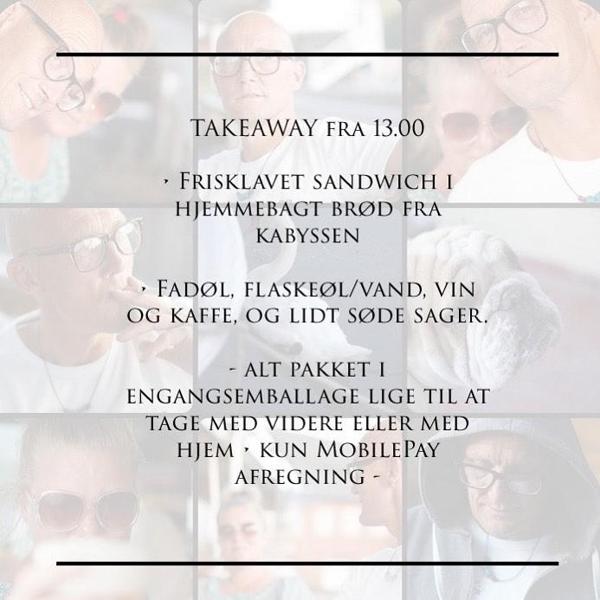 TAKEAWAY FRA 13.00
· FRISKLAVET SANDWICH I
HJEMMEBAGT BRØD FRA
KABYSSEN
· FADØL, FLASKEØL/VAND, VIN
OG KAFFE, OG LIDT SØDE SAGER.
- ALT PAKKET I
ENGANGSEMBALLAGE LIGE TIL AT
TAGE MED VIDERE ELLER MED
HJEM · KUN MOBILEPAY
AFREGNING -